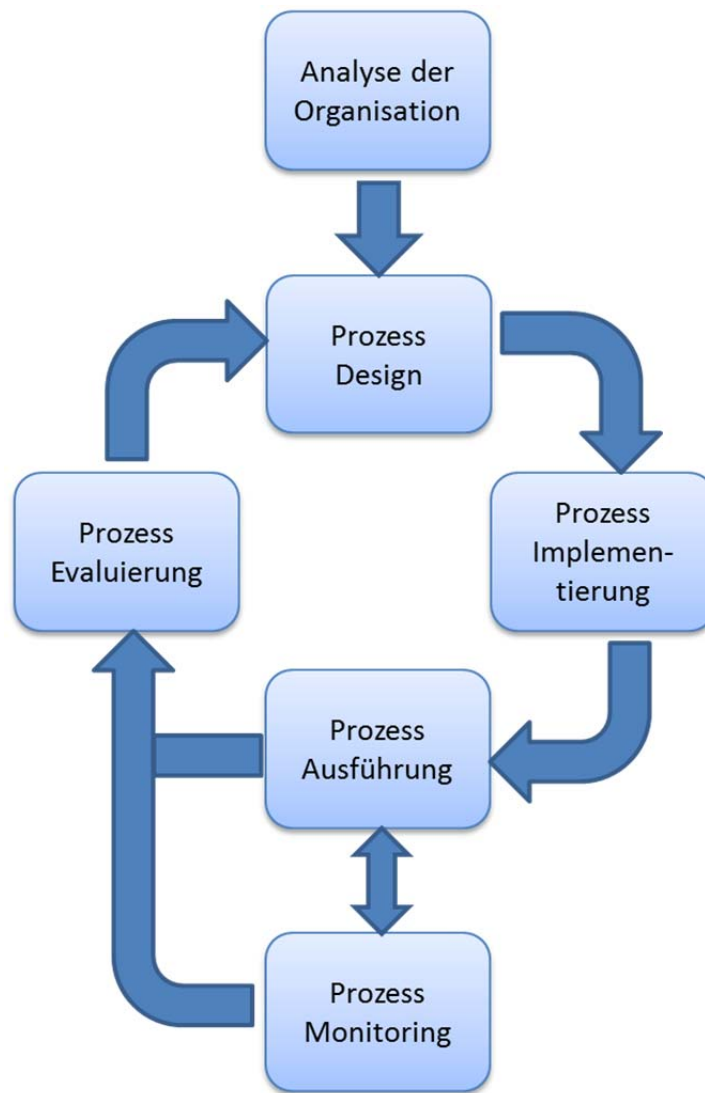 Analyse der
Organisation
Prozess
Design
Prozess
Implemen-
tierung
Prozess
Evaluierung
Prozess
Ausführung
Prozess
Monitoring